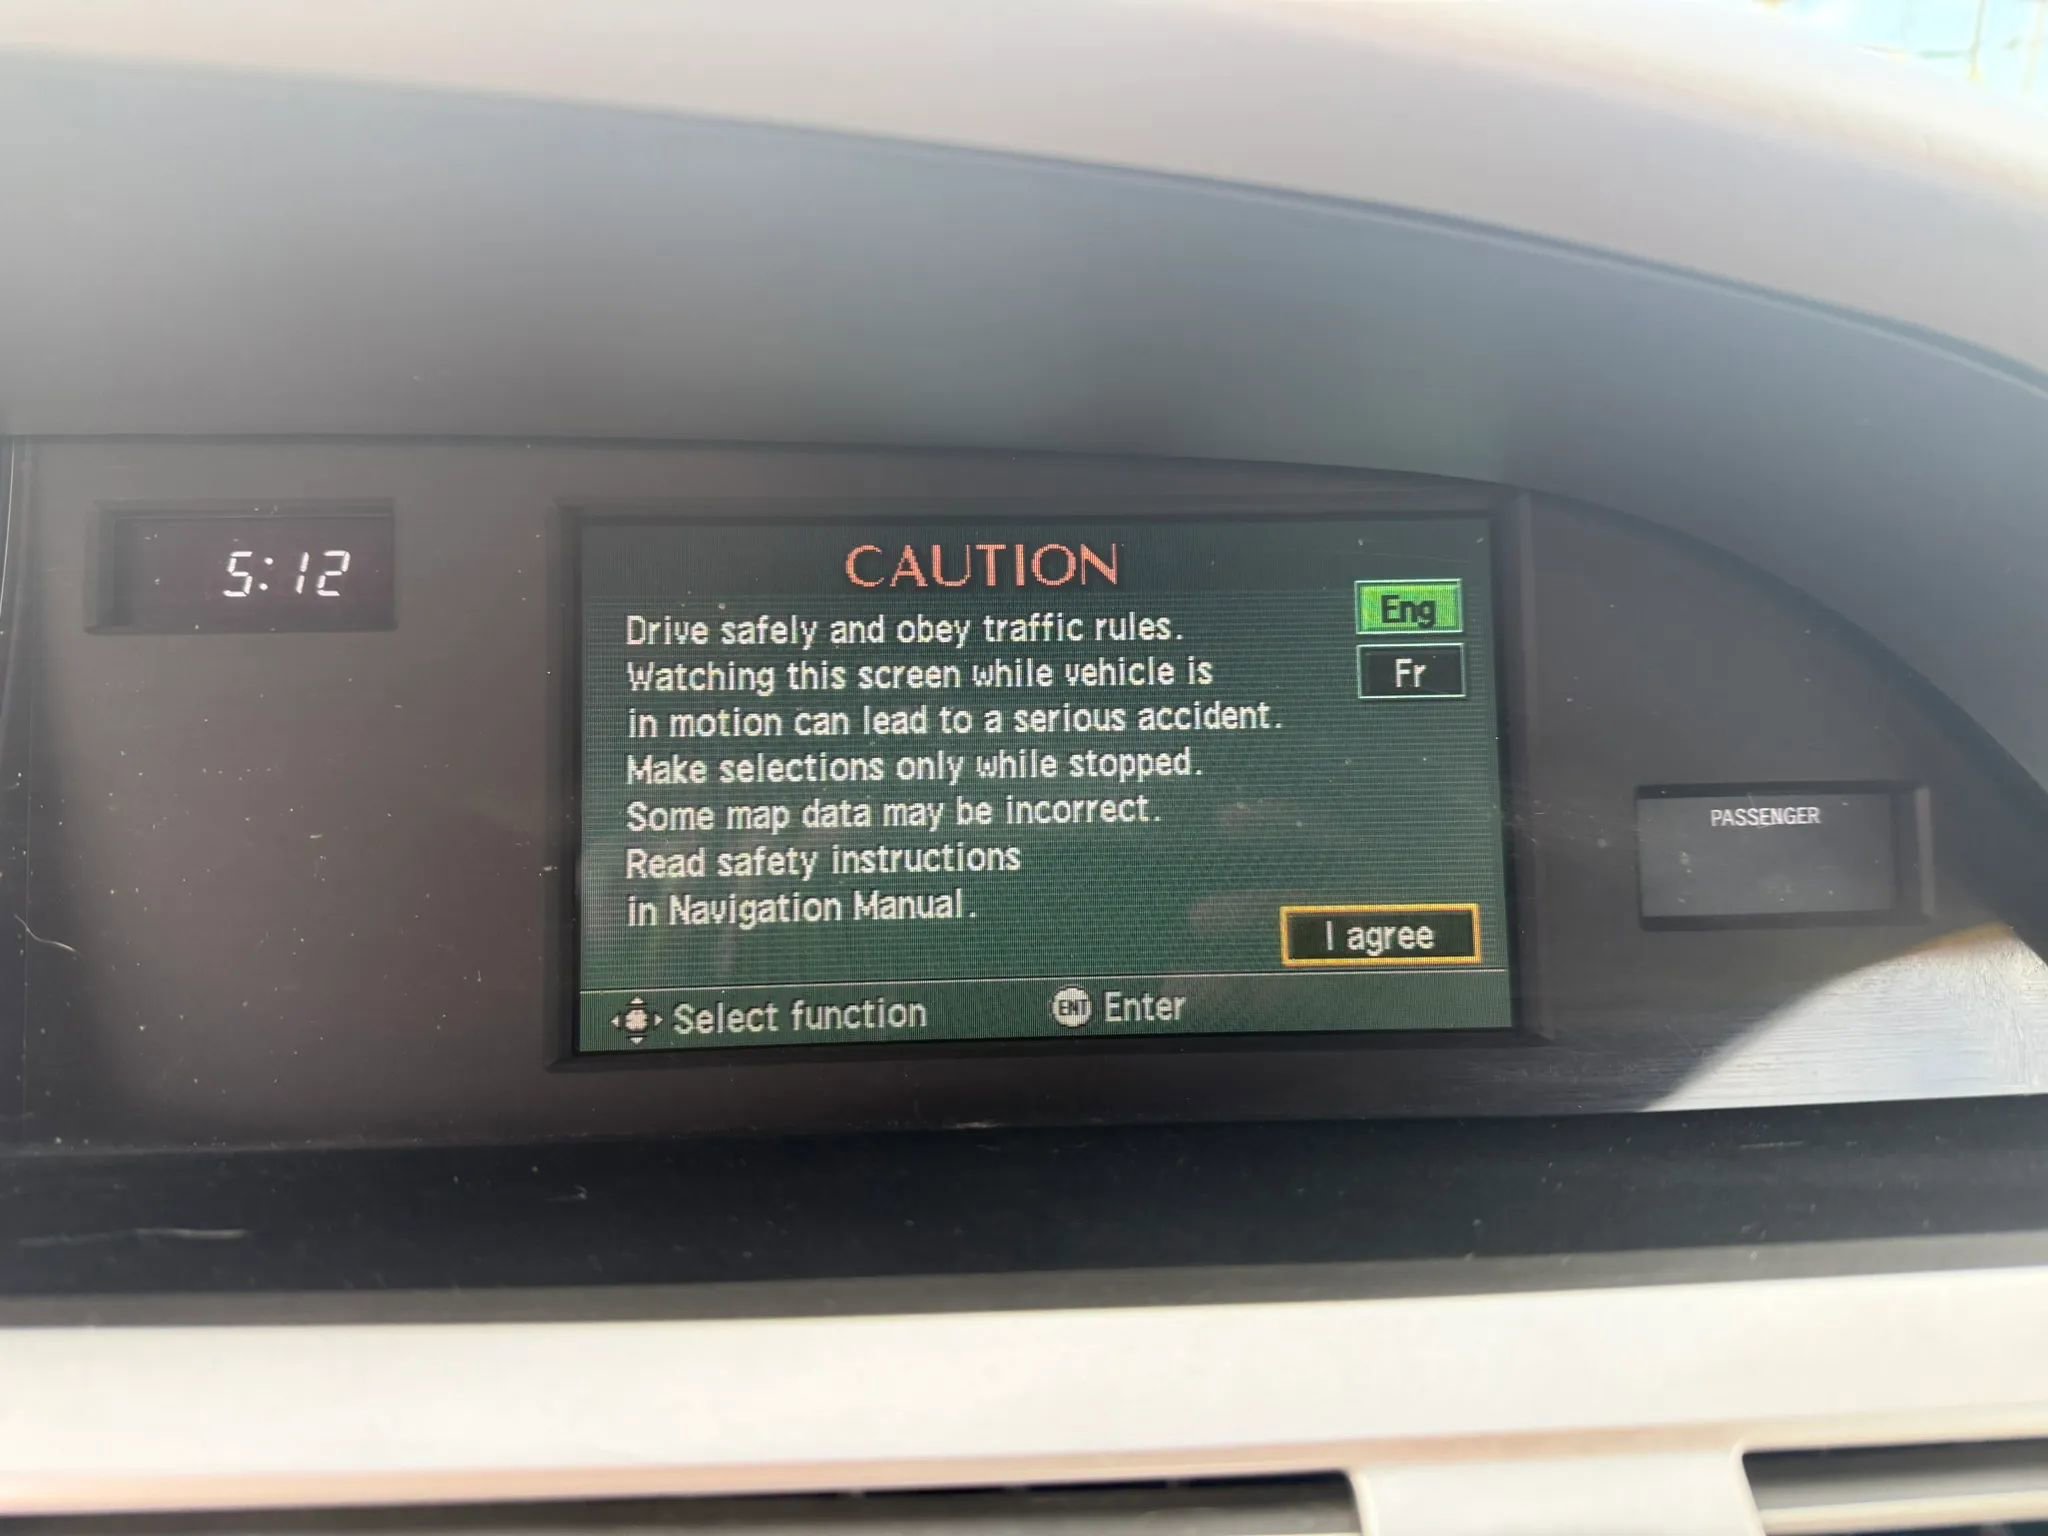 5:12
CAUTION
Drive safely and obey traffic rules.
Watching this screen while vehicle is
in motion can lead to a serious accident.
Make selections only while stopped.
Some map data may be incorrect.
Read safety instructions
in Navigation Manual.
Eng
Fr
I agree
Select function
ENT Enter
PASSENGER